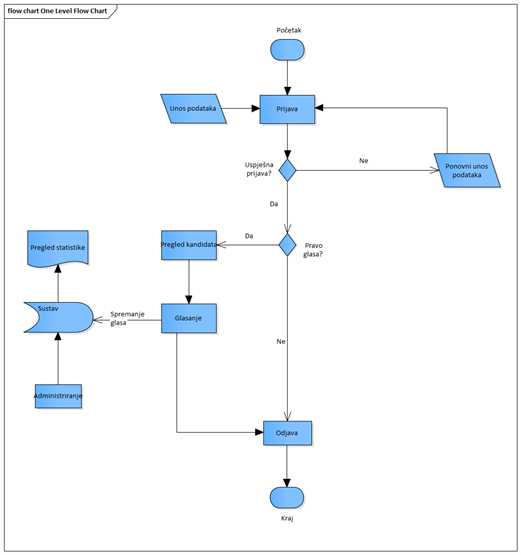 flow chart One Level Flow Chart
Početak
Unos podataka
Prijava
Uspješna
prijava?
Ne
Ponovni unos
podataka
Da
Pregled statistike
Pregled kandidata
Da
Pravo
glasa?
Sustav
Spremanje
glasa
Glasanje
Ne
Administriranje
Odjava
Kraj